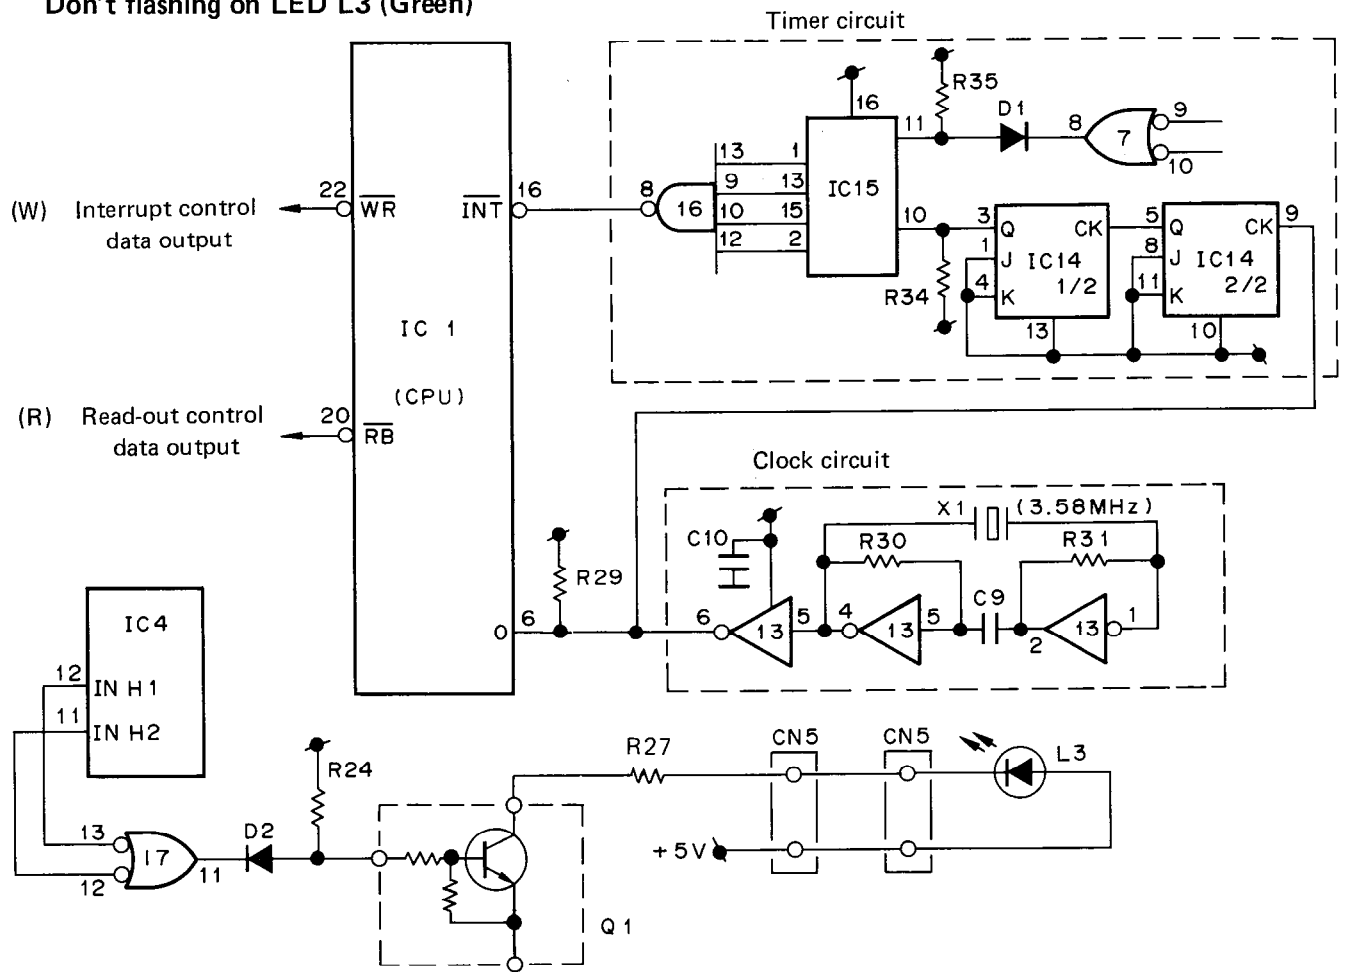 Don't flashing on LED L3 (Green)
Timer circuit
R35
16
D1
9
11
8
7
10
13 1
9 13
IC15
8
16
10 15
12 2
10
3
Q CK
5
Q CK
9
1
J
IC14
1/2
4
K
8
J
IC14
2/2
11
K
R34
13
10
22
WR
INT
16
(W) Interrupt control
data output
IC 1
(CPU)
20
RB
(R) Read-out control
data output
Clock circuit
X1
(3.58MHz)
C10
R30
R31
R29
C9
O
6
6
13
5
4
13
5
2
13
1
IC4
12
IN H1
11
IN H2
R24
R27
CN5
CN5
L3
13
12
17
11
D2
+5V
Q1